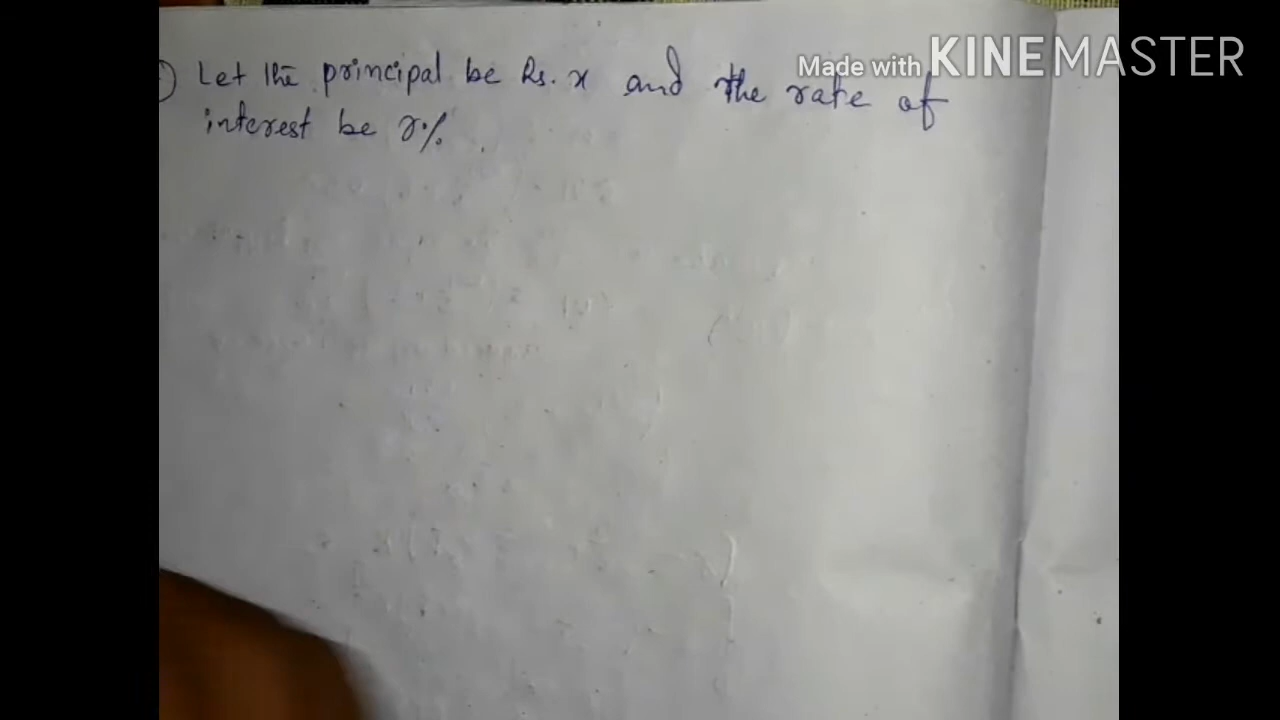 Made with KINEMASTER
) Let the principal be Rs. x and the rate of
interest be r%